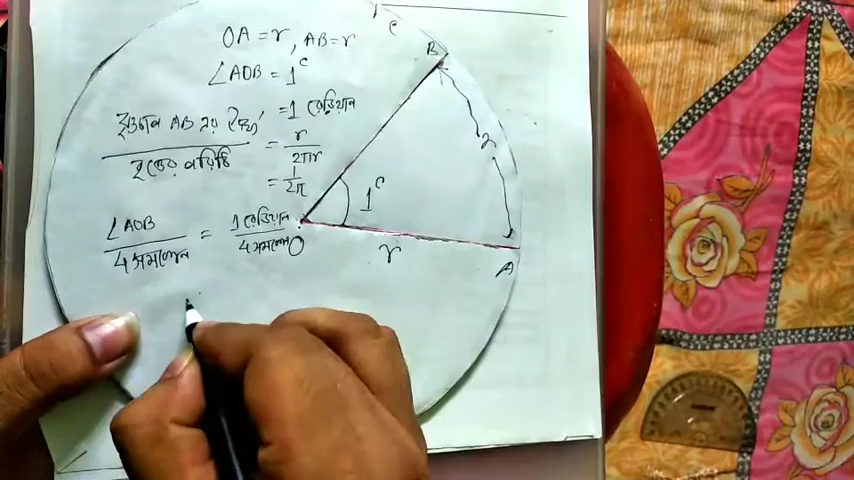 OA = r, AB = r
∠AOB = 1ᶜ
= 1 রেডিয়ান
বৃত্তচাপ AB এর দৈর্ঘ্য / বৃত্তের পরিধি = r / 2πr
= 1 / 2π
∠AOB / 4 সমকোণ = 1 রেডিয়ান / 4 সমকোণ
C
B
r
1ᶜ
O
r
A